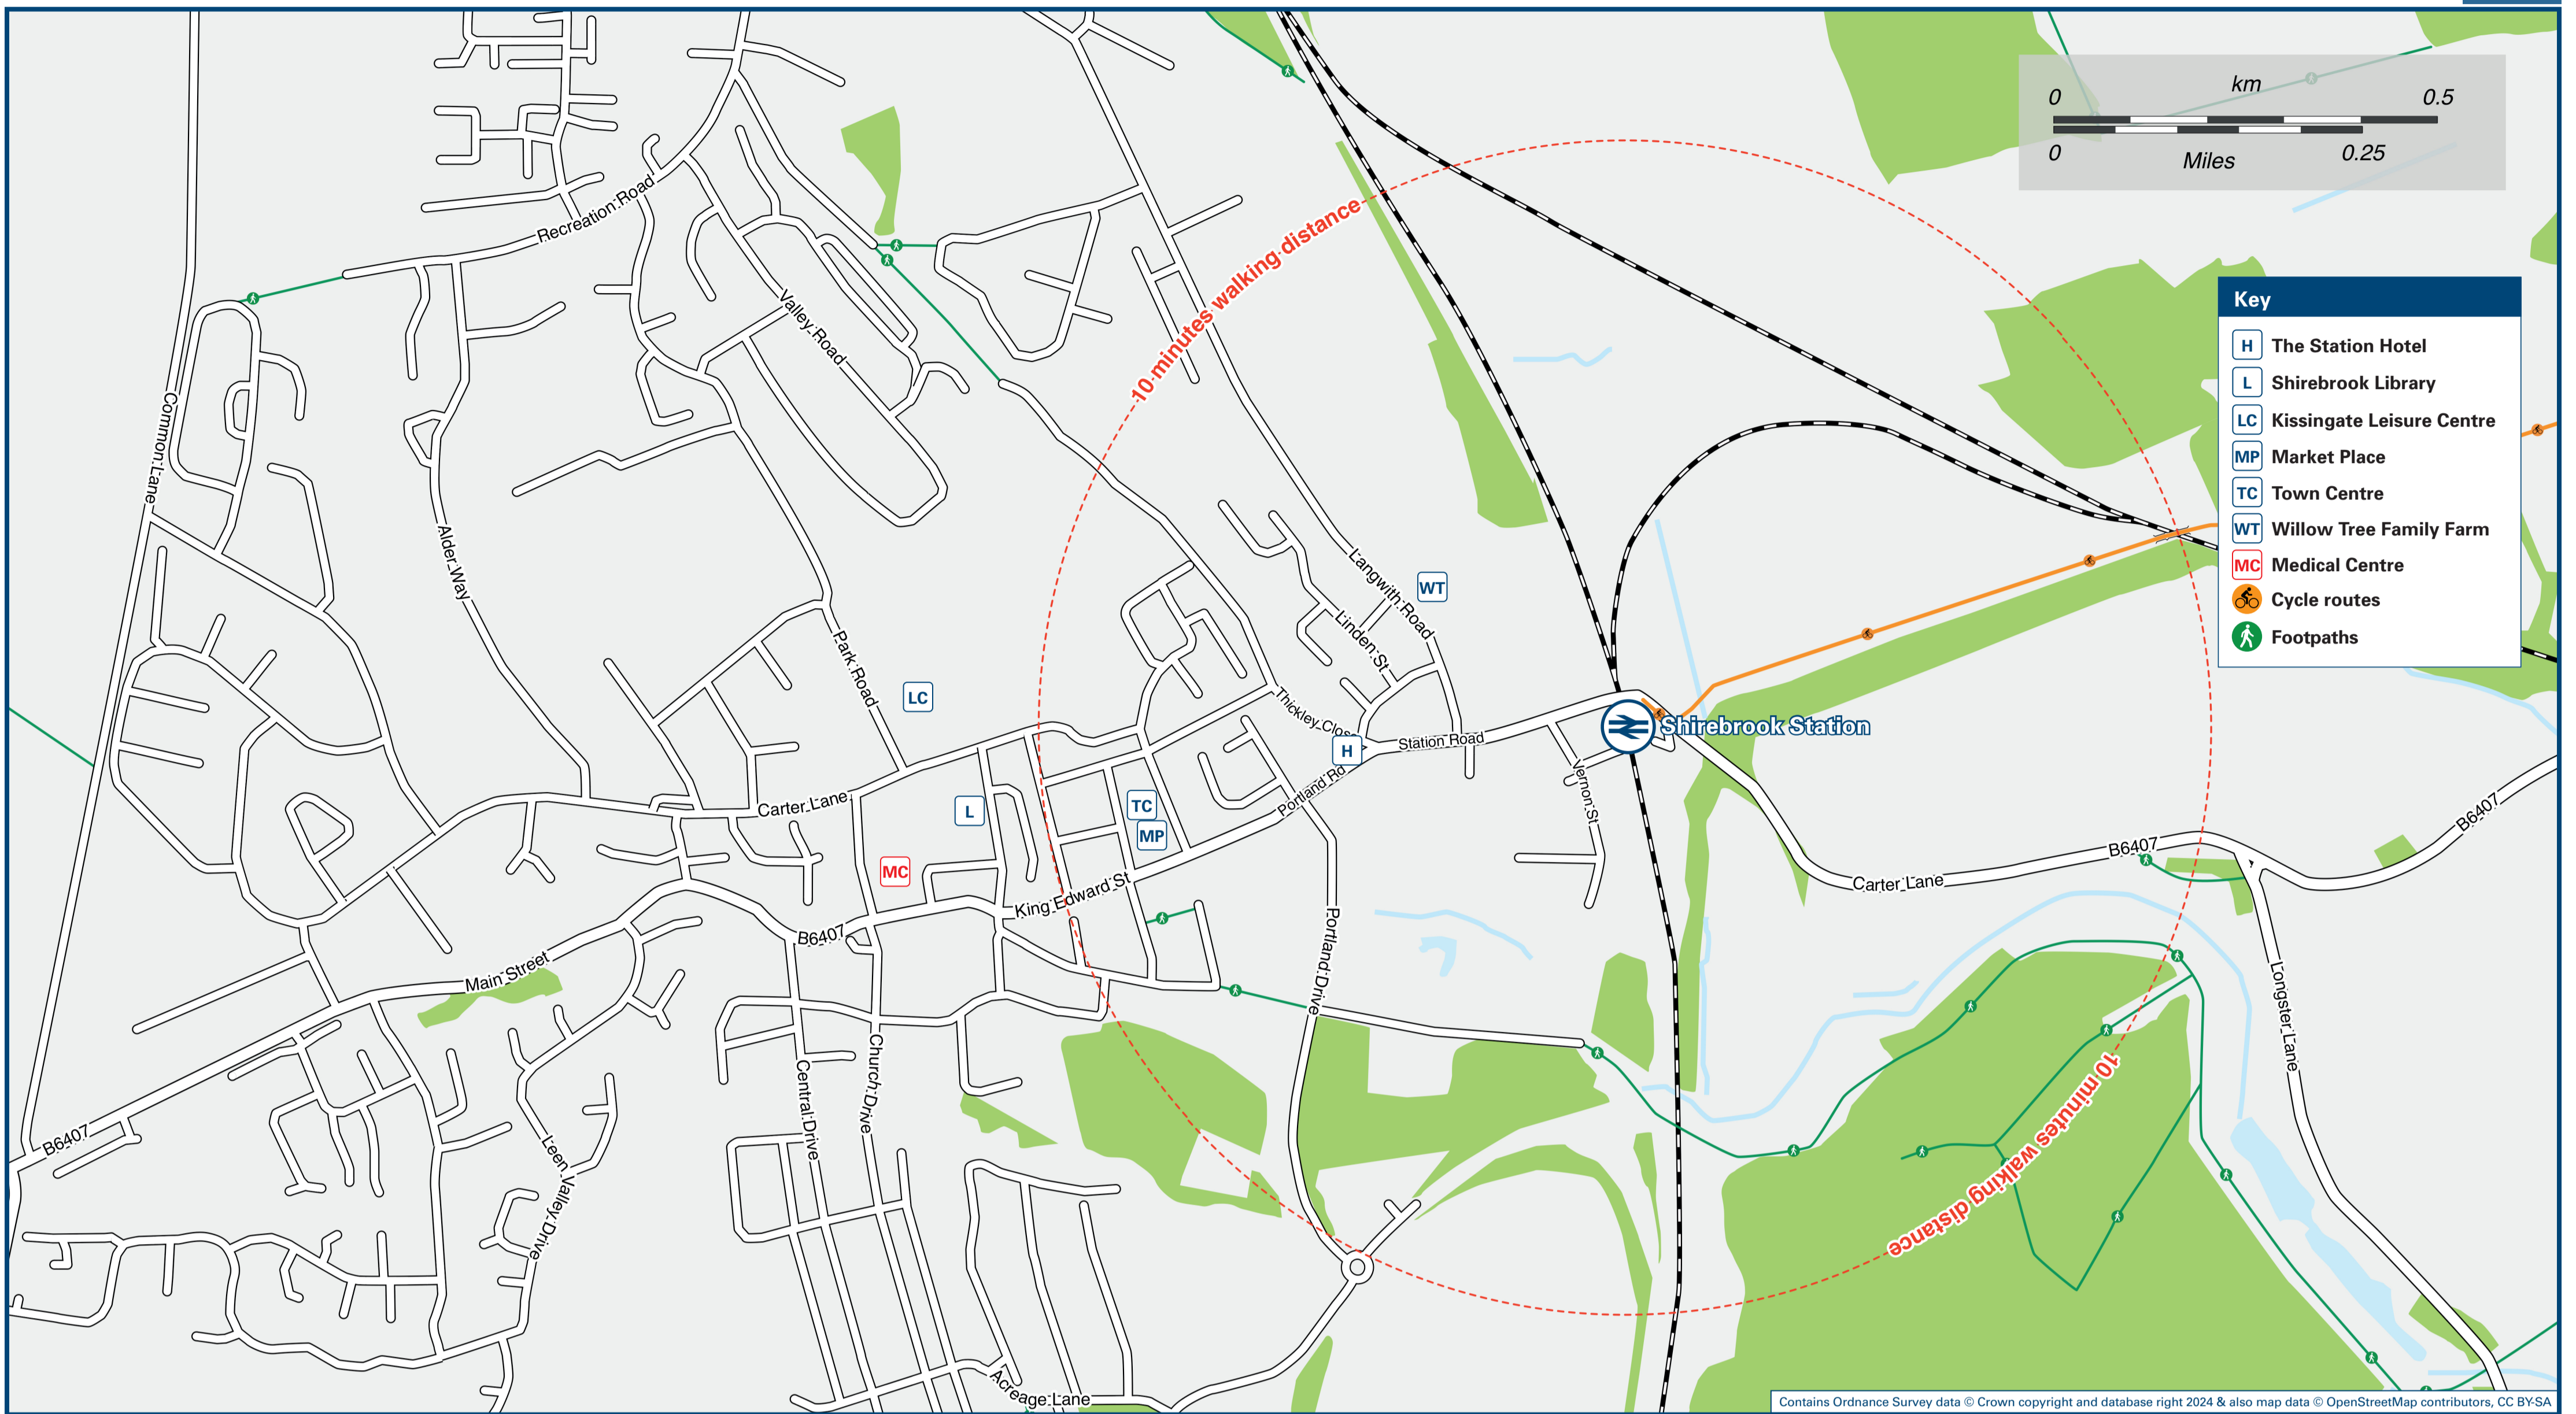 km
0
0.5
0
0.25
Miles
Recreation Road
10 minutes walking distance
Key
H The Station Hotel
L Shirebrook Library
LC Kissingate Leisure Centre
MP Market Place
TC Town Centre
WT Willow Tree Family Farm
MC Medical Centre
Cycle routes
Footpaths
Valley Road
Common Lane
Alder Way
Langwith Road
WT
Linden St
Park Road
LC
Thickley Clos
H
Station Road
Shirebrook Station
Vernon St
Portland Rd
Carter Lane
L
TC
MP
MC
King Edward St
B6407
B6407
B6407
Carter Lane
Main Street
Portland Drive
Longster Lane
Church Drive
Central Drive
B6407
Leen Valley Drive
10 minutes walking distance
Acreage Lane
Contains Ordnance Survey data © Crown copyright and database right 2024 & also map data © OpenStreetMap contributors, CC BY-SA